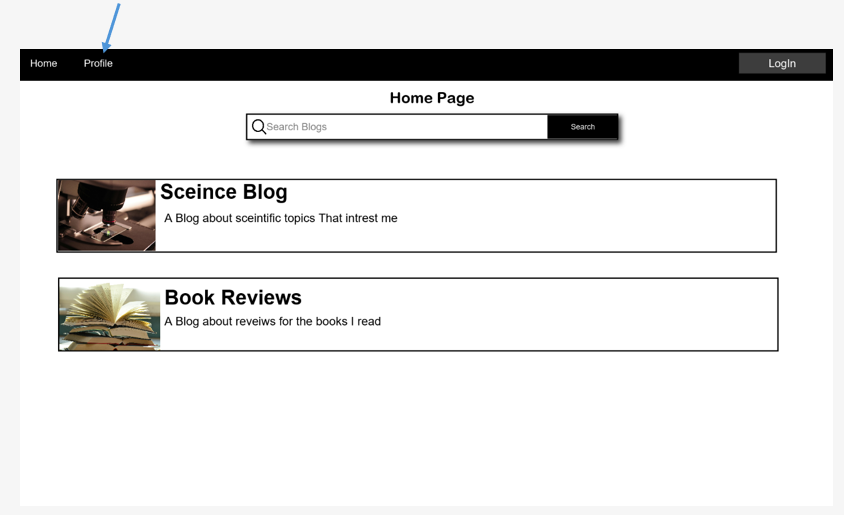 Home Profile LogIn
Home Page
Search Blogs Search
Sceince Blog
A Blog about sceintific topics That intrest me
Book Reviews
A Blog about reveiws for the books I read